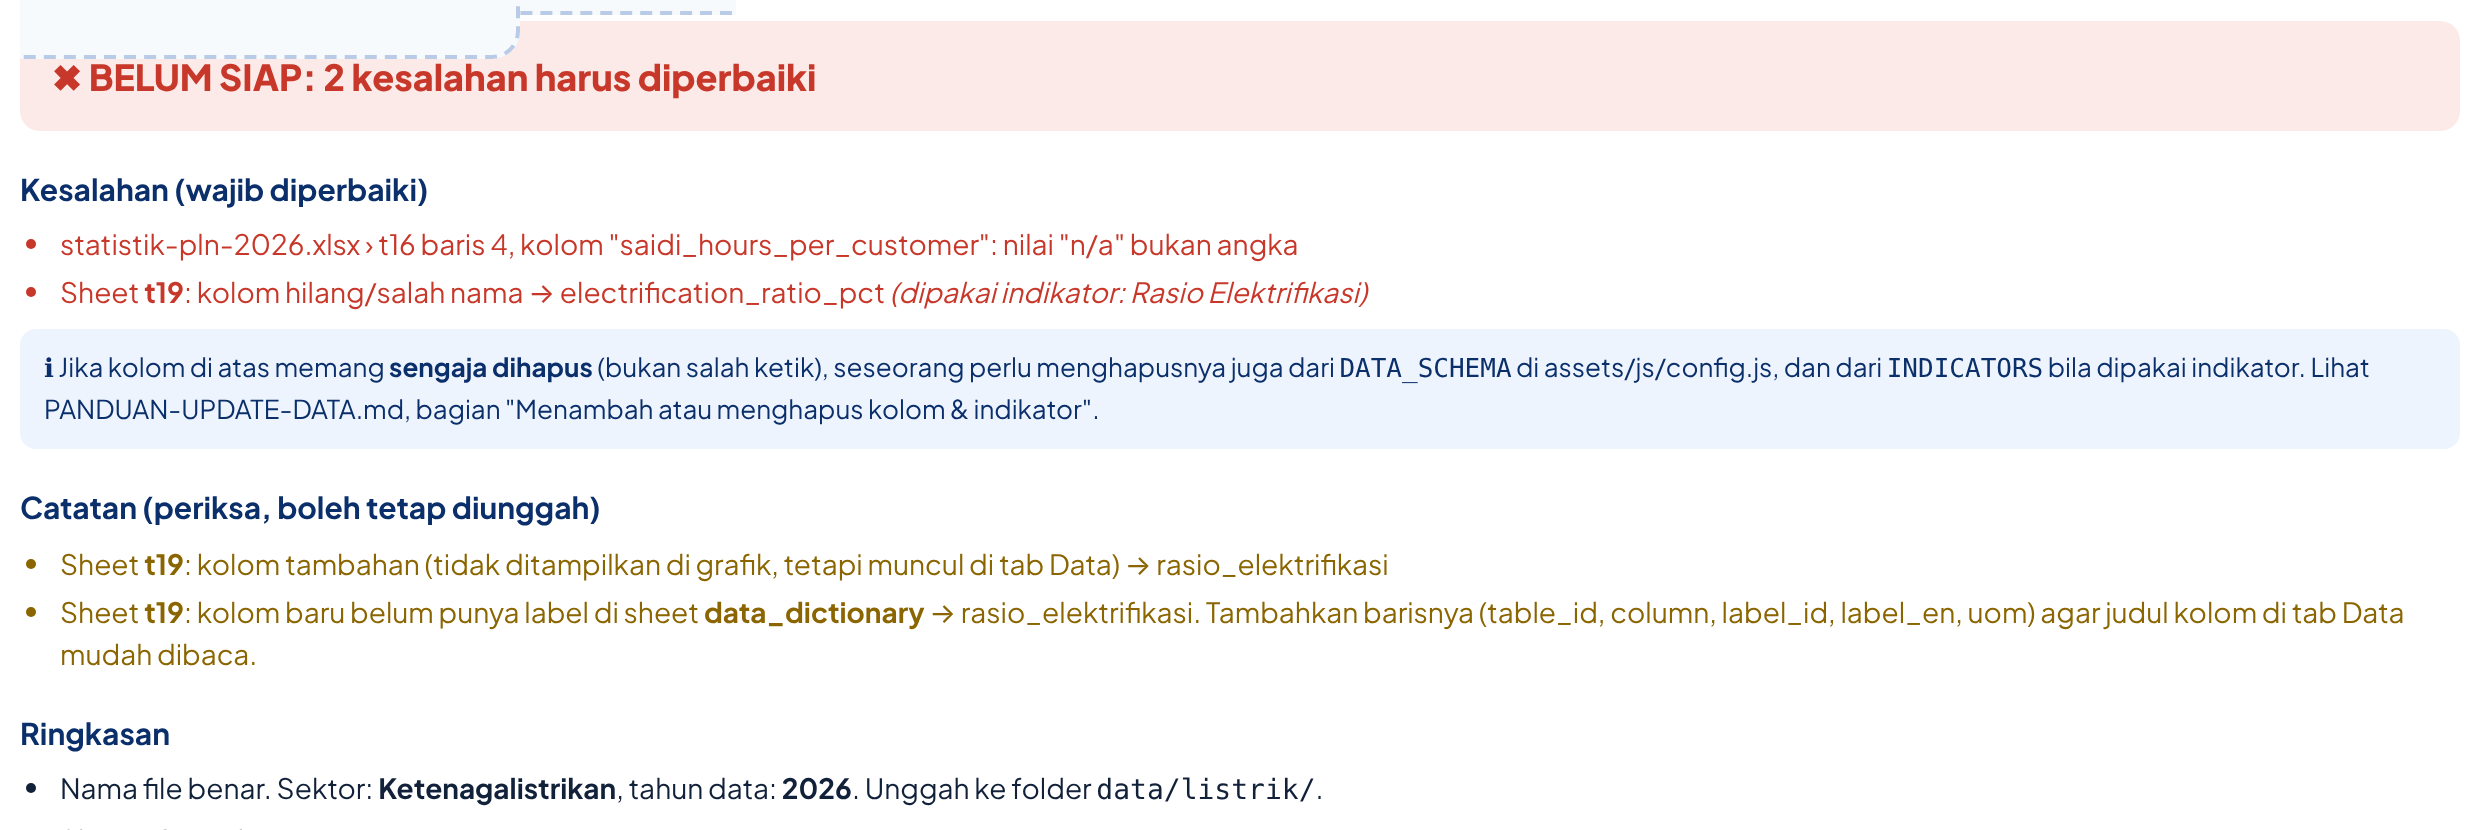 ✖ BELUM SIAP: 2 kesalahan harus diperbaiki
Kesalahan (wajib diperbaiki)
• statistik-pln-2026.xlsx › t16 baris 4, kolom "saidi_hours_per_customer": nilai "n/a" bukan angka
• Sheet t19: kolom hilang/salah nama → electrification_ratio_pct (dipakai indikator: Rasio Elektrifikasi)
ℹ Jika kolom di atas memang sengaja dihapus (bukan salah ketik), seseorang perlu menghapusnya juga dari DATA_SCHEMA di assets/js/config.js, dan dari INDICATORS bila dipakai indikator. Lihat
PANDUAN-UPDATE-DATA.md, bagian "Menambah atau menghapus kolom & indikator".
Catatan (periksa, boleh tetap diunggah)
• Sheet t19: kolom tambahan (tidak ditampilkan di grafik, tetapi muncul di tab Data) → rasio_elektrifikasi
• Sheet t19: kolom baru belum punya label di sheet data_dictionary → rasio_elektrifikasi. Tambahkan barisnya (table_id, column, label_id, label_en, uom) agar judul kolom di tab Data
mudah dibaca.
Ringkasan
• Nama file benar. Sektor: Ketenagalistrikan, tahun data: 2026. Unggah ke folder data/listrik/.